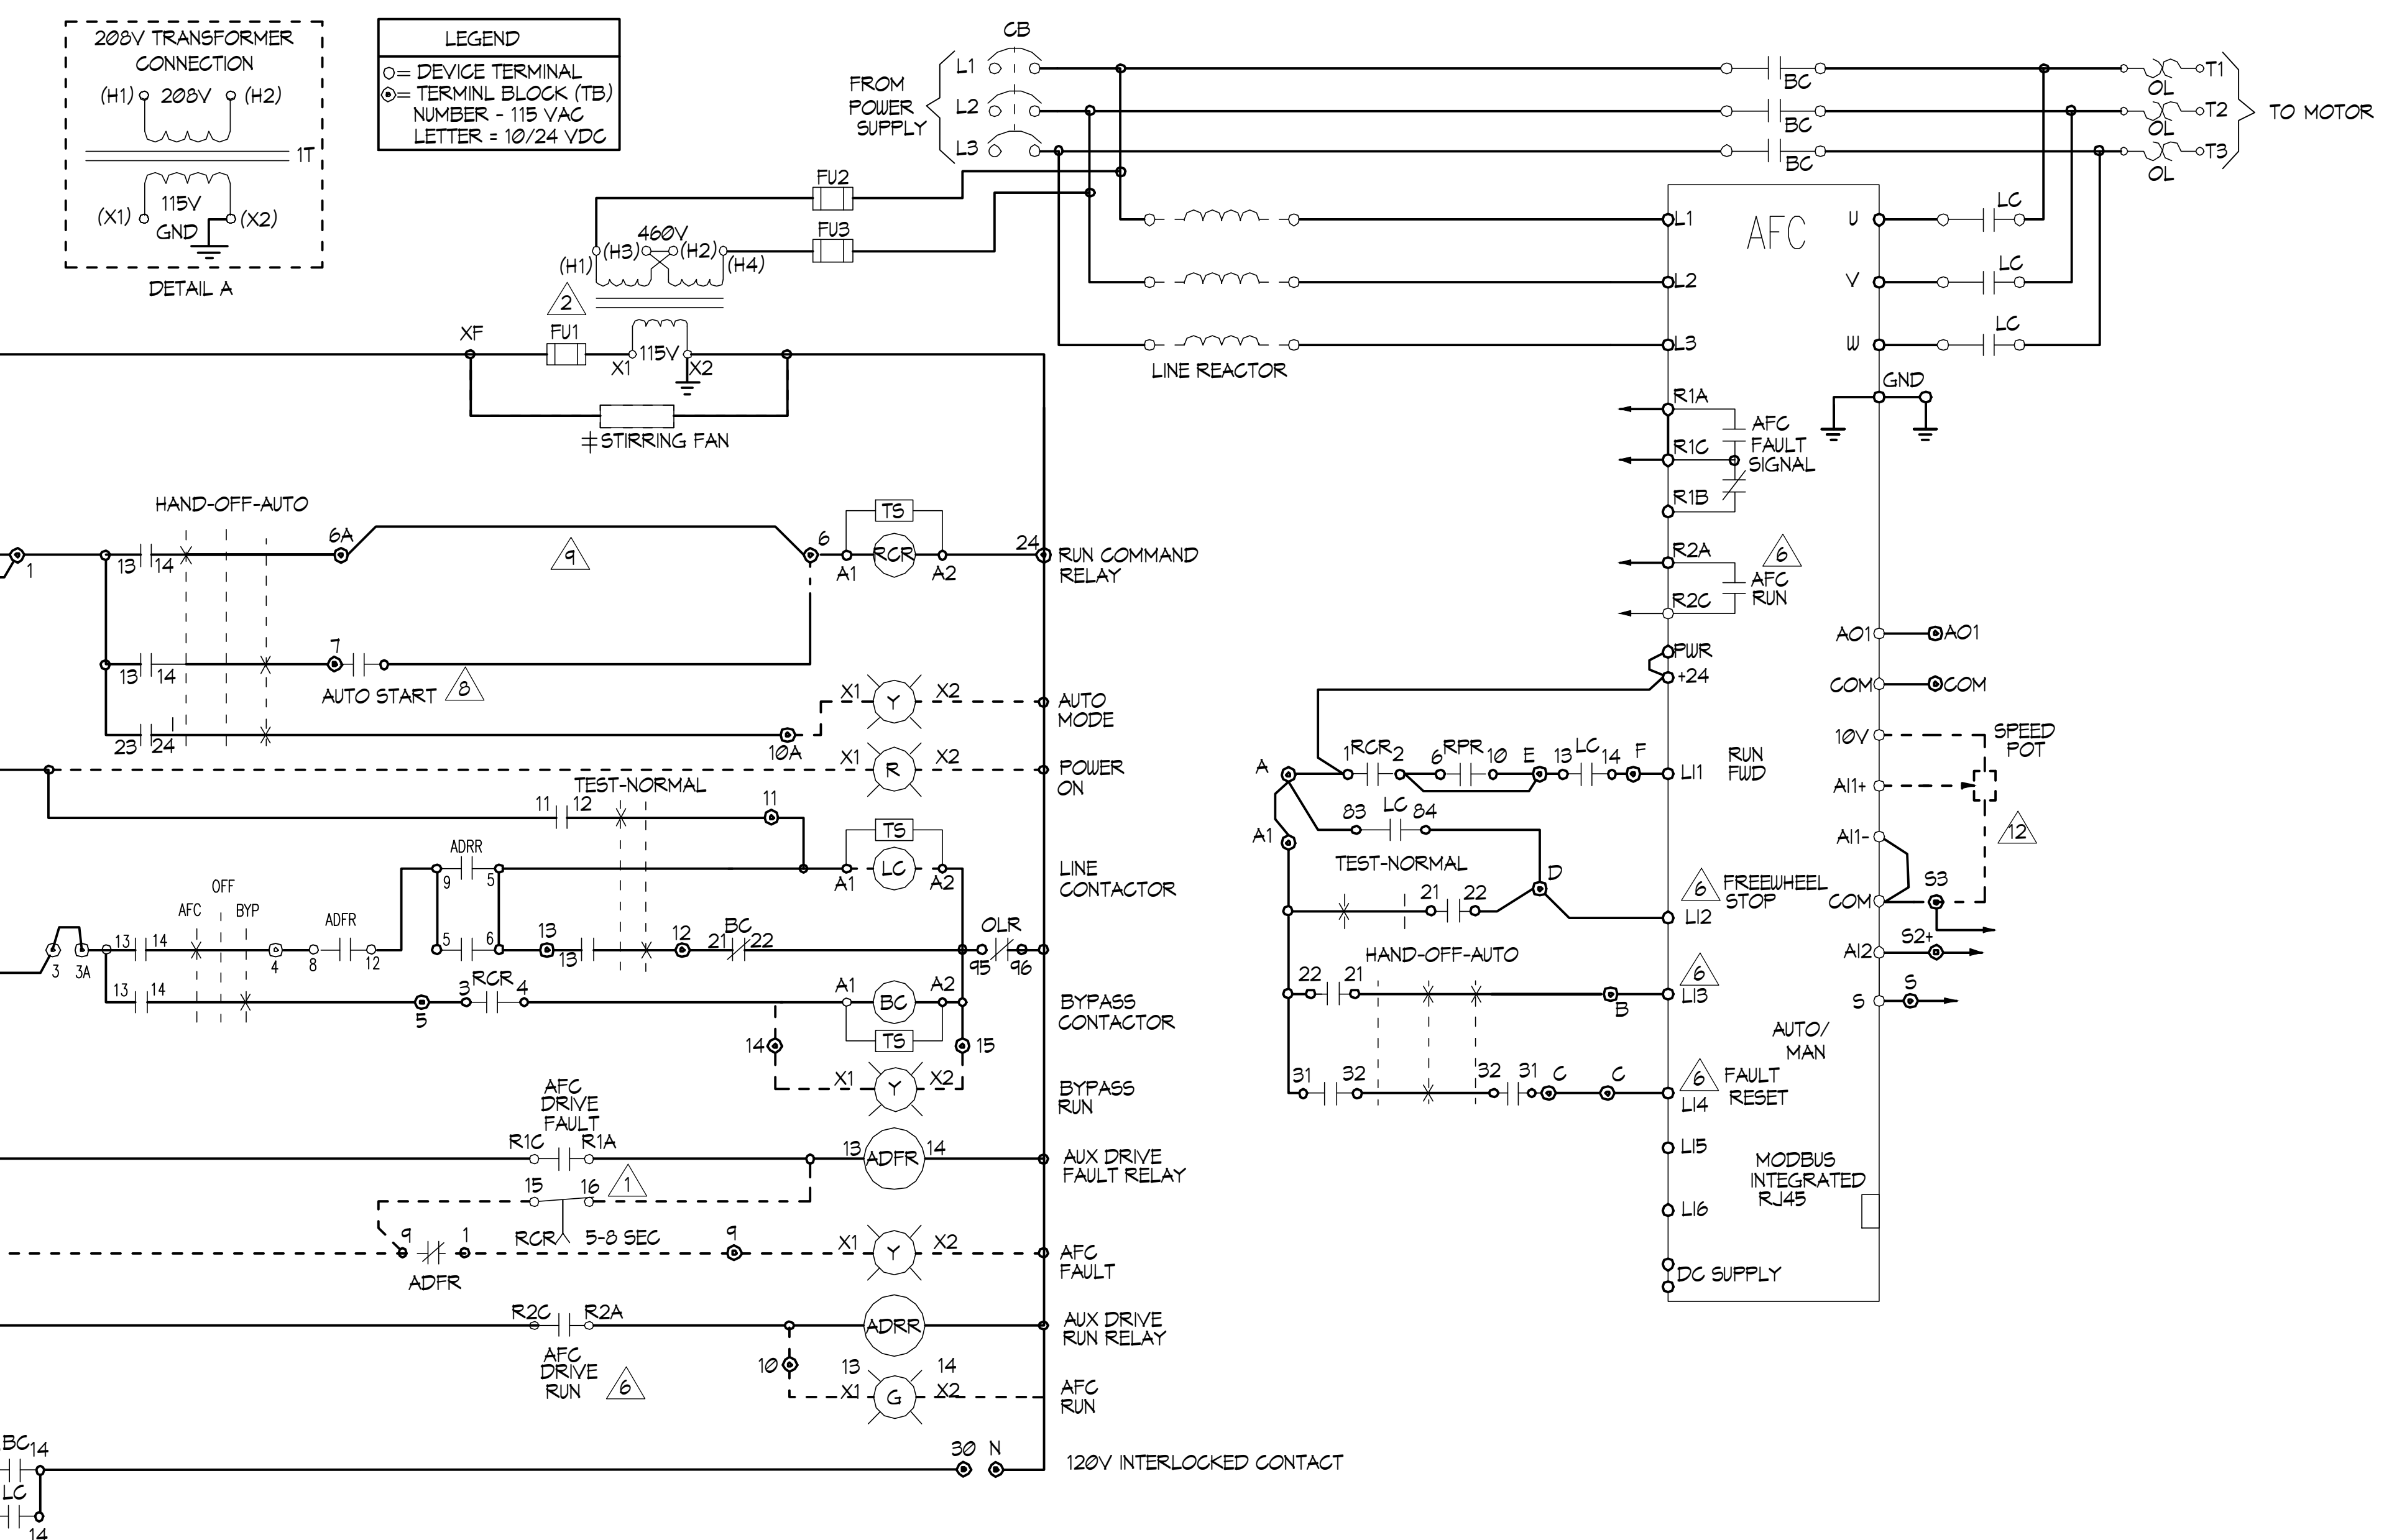 208V TRANSFORMER
CONNECTION
(H1) 208V (H2)
1T
(X1) 115V (X2)
GND
DETAIL A
LEGEND
= DEVICE TERMINAL
= TERMINL BLOCK (TB)
NUMBER - 115 VAC
LETTER = 10/24 VDC
CB
FROM
POWER
SUPPLY
L1
L2
L3
BC
BC
BC
OL
OL
OL
T1
T2
T3
TO MOTOR
FU2
FU3
460V
(H1) (H3) (H2) (H4)
2
XF
FU1
X1 115V X2
‡STIRRING FAN
LINE REACTOR
AFC
L1
L2
L3
U
V
W
LC
LC
LC
GND
R1A
R1C
R1B
AFC
FAULT
SIGNAL
R2A
R2C
6
AFC
RUN
PWR
+24
HAND-OFF-AUTO
1
13 14
6A
9
6
TS
A1 RCR A2
24
RUN COMMAND
RELAY
13 14
7
AUTO START 8
23 24
10A
X1 Y X2
AUTO
MODE
X1 R X2
POWER
ON
TEST-NORMAL
11 12
11
TS
A1 LC A2
LINE
CONTACTOR
ADRR
9 5
OFF
AFC BYP
ADFR
3 3A
13 14
4
8 12
5 6
13
13
12
BC
21 22
OLR
95 96
13 14
5
RCR
3 4
A1 BC A2
TS
BYPASS
CONTACTOR
14
15
X1 Y X2
BYPASS
RUN
AFC
DRIVE
FAULT
R1C R1A
13 ADFR 14
AUX DRIVE
FAULT RELAY
15 16
1
RCR 5-8 SEC
9 1
ADFR
9
X1 Y X2
AFC
FAULT
R2C R2A
AFC
DRIVE
RUN
6
ADRR
AUX DRIVE
RUN RELAY
10
13 14
X1 G X2
AFC
RUN
BC 14
LC
14
30 N
120V INTERLOCKED CONTACT
A
1 RCR 2
6 RPR 10
E
13 LC 14
F
LI1
RUN
FWD
83 LC 84
A1
TEST-NORMAL
21 22
D
LI2
6
FREEWHEEL
STOP
HAND-OFF-AUTO
22 21
B
LI3
6
AUTO/
MAN
31 32
32 31
C
C
LI4
6
FAULT
RESET
LI5
LI6
MODBUS
INTEGRATED
RJ45
DC SUPPLY
AO1 AO1
COM COM
10V
SPEED
POT
AI1+
AI1-
12
COM
S3
AI2
S2+
S
S